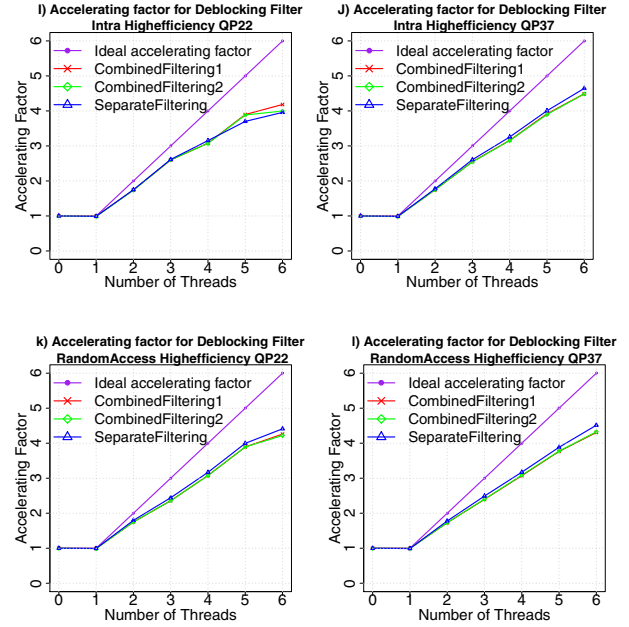 I) Accelerating factor for Deblocking Filter
Intra Highefficiency QP22
Accelerating Factor
6
5
4
3
2
1
0
Ideal accelerating factor
CombinedFiltering1
CombinedFiltering2
SeparateFiltering
0 1 2 3 4 5 6
Number of Threads
J) Accelerating factor for Deblocking Filter
Intra Highefficiency QP37
Accelerating Factor
6
5
4
3
2
1
0
Ideal accelerating factor
CombinedFiltering1
CombinedFiltering2
SeparateFiltering
0 1 2 3 4 5 6
Number of Threads
k) Accelerating factor for Deblocking Filter
RandomAccess Highefficiency QP22
Accelerating Factor
6
5
4
3
2
1
0
Ideal accelerating factor
CombinedFiltering1
CombinedFiltering2
SeparateFiltering
0 1 2 3 4 5 6
Number of Threads
l) Accelerating factor for Deblocking Filter
RandomAccess Highefficiency QP37
Accelerating Factor
6
5
4
3
2
1
0
Ideal accelerating factor
CombinedFiltering1
CombinedFiltering2
SeparateFiltering
0 1 2 3 4 5 6
Number of Threads